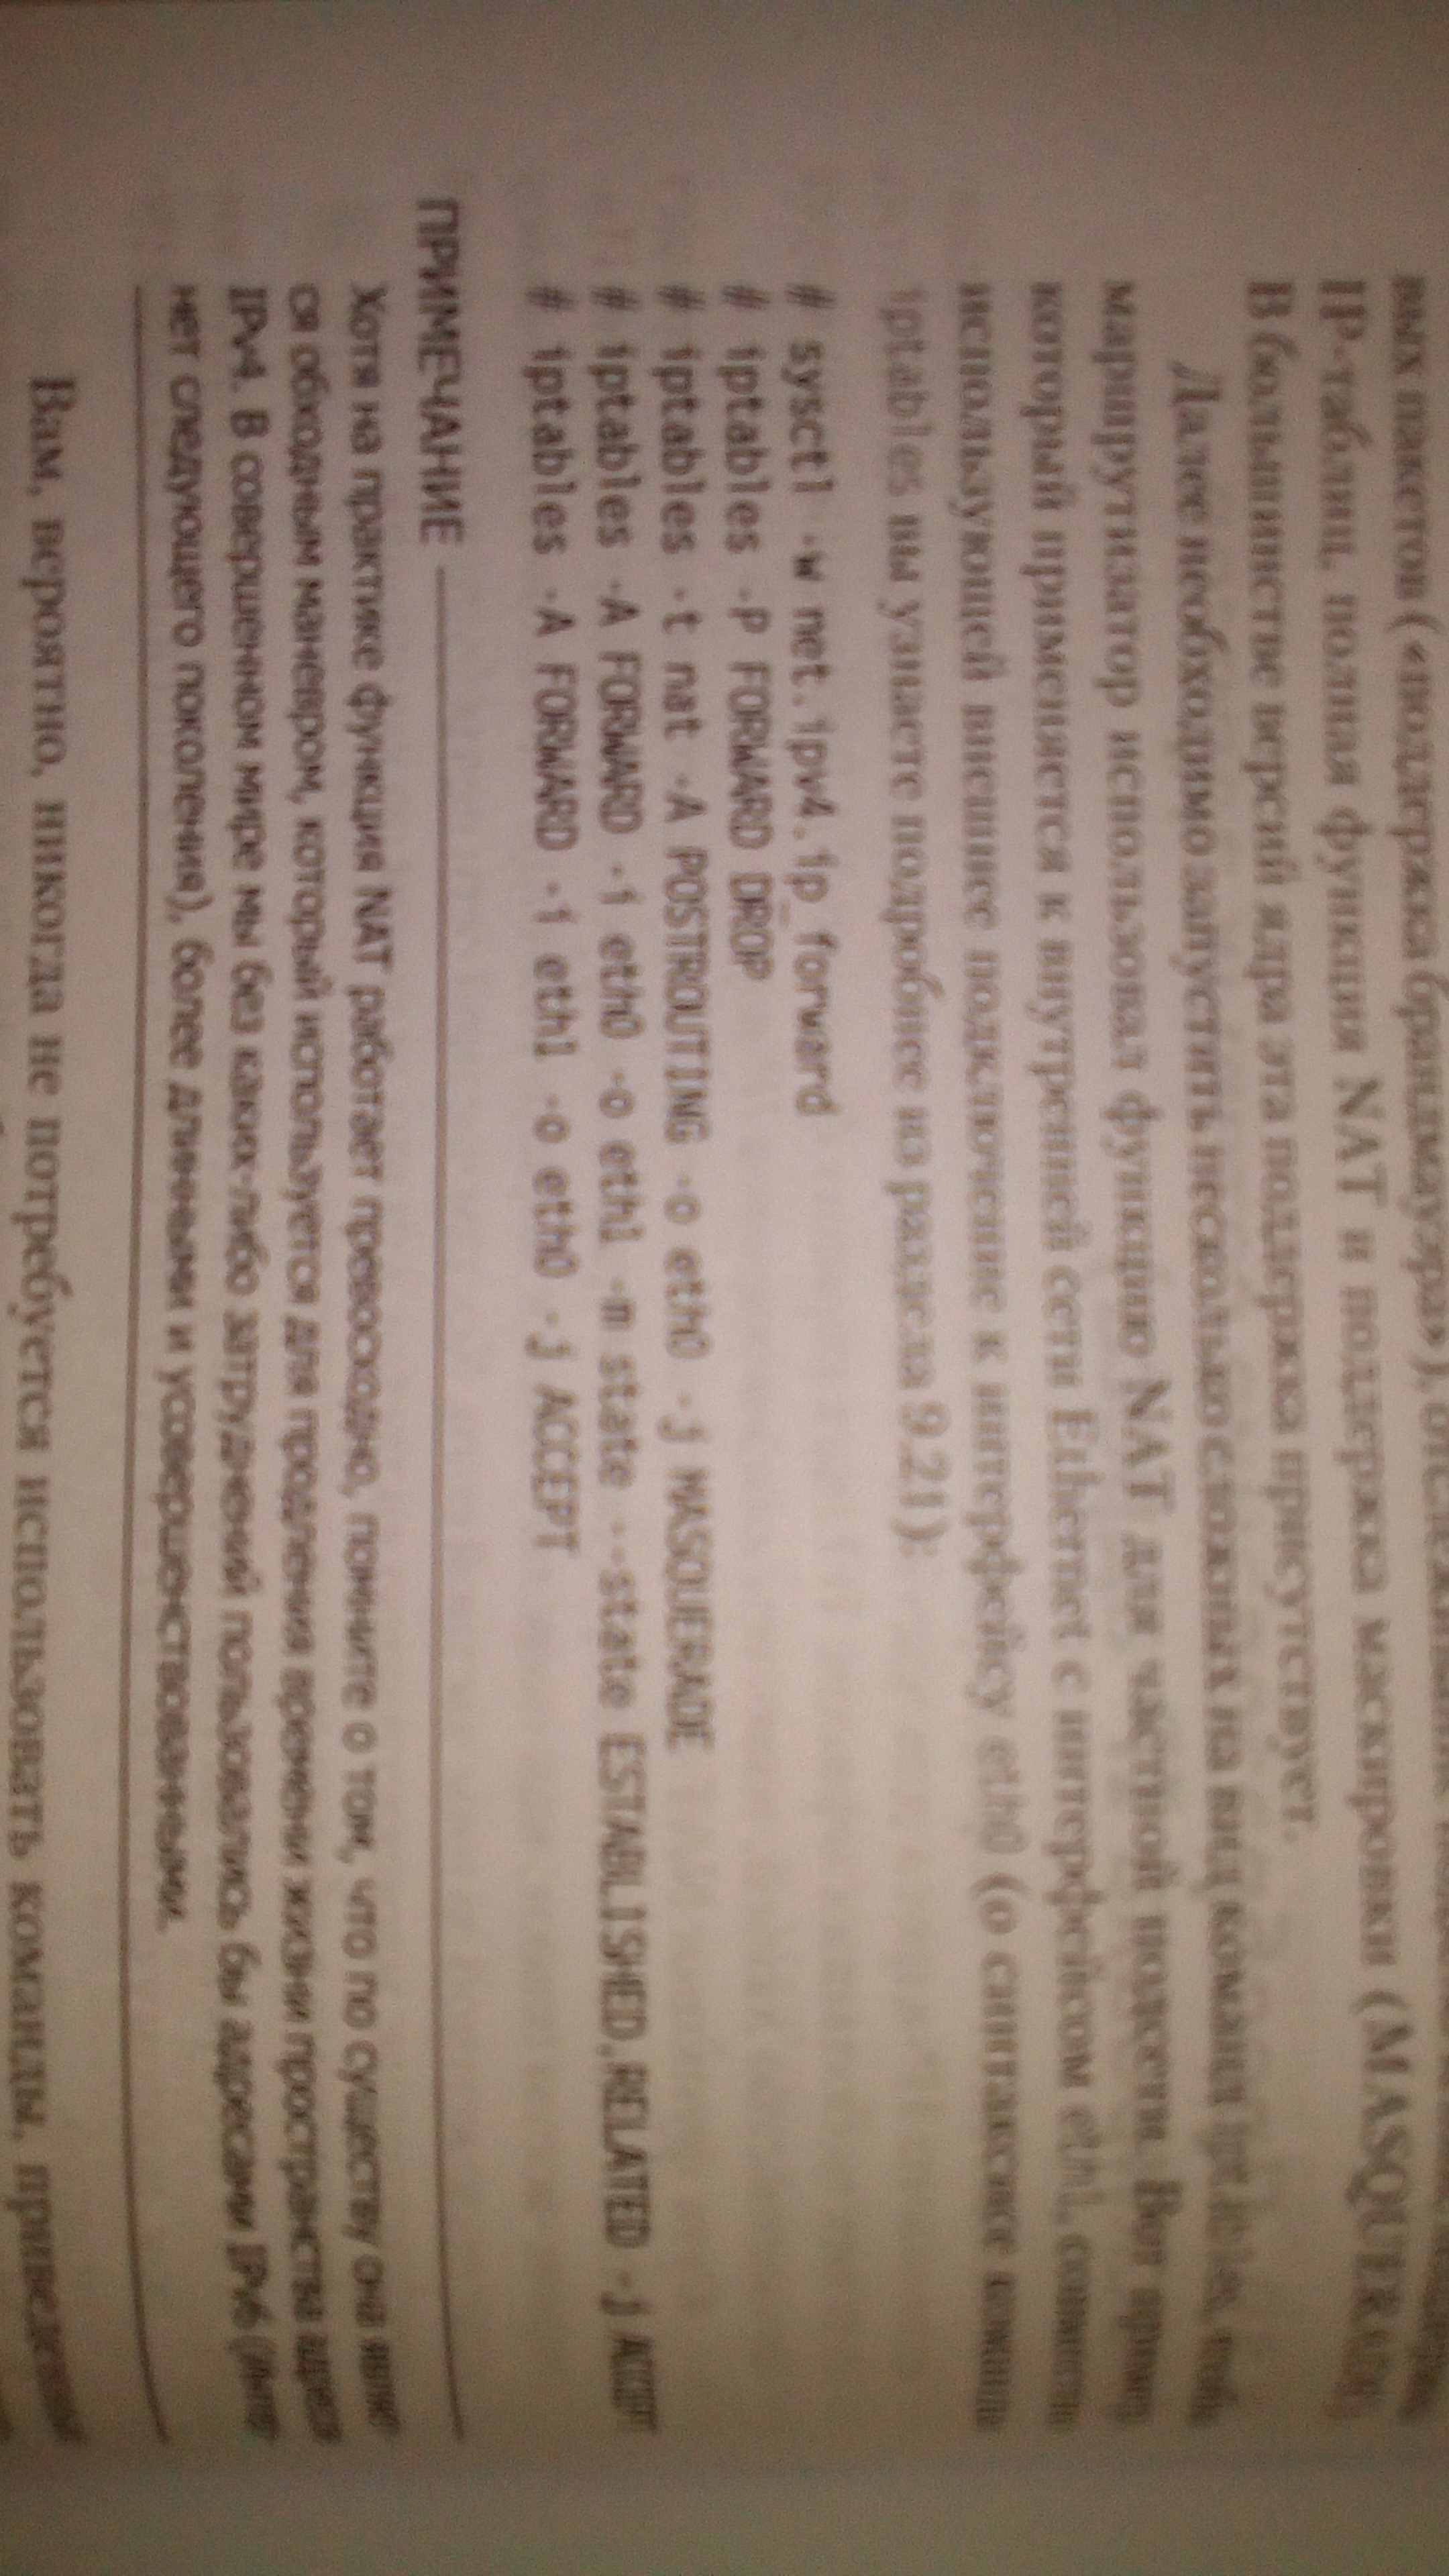 вых пакетов («поддержка брандмауэра»), отслеживание
IP-таблиц, полная функция NAT и поддержка маскировки (MASQUERADE).
В большинстве версий ядра эта поддержка присутствует.
Далее необходимо запустить несколько сложных на вид команд iptables, чтобы
маршрутизатор использовал функцию NAT для частной подсети. Вот пример,
который применяется к внутренней сети Ethernet с интерфейсом eth1,
использующей внешнее подключение к интерфейсу eth0 (о синтаксисе команды
iptables вы узнаете подробнее из раздела 9.21):
# sysctl -w net.ipv4.ip_forward
# iptables -P FORWARD DROP
# iptables -t nat -A POSTROUTING -o eth0 -j MASQUERADE
# iptables -A FORWARD -i eth0 -o eth1 -m state --state ESTABLISHED,RELATED -j ACCEPT
# iptables -A FORWARD -i eth1 -o eth0 -j ACCEPT
ПРИМЕЧАНИЕ
Хотя на практике функция NAT работает превосходно, помните о том, что по существу она являет-
ся обходным маневром, который используется для продления времени жизни пространства адресов
IPv4. В совершенном мире мы без каких-либо затруднений пользовались бы адресами IPv6 (Интер-
нет следующего поколения), более длинными и усовершенствованными.
Вам, вероятно, никогда не потребуется использовать команды, приведенные